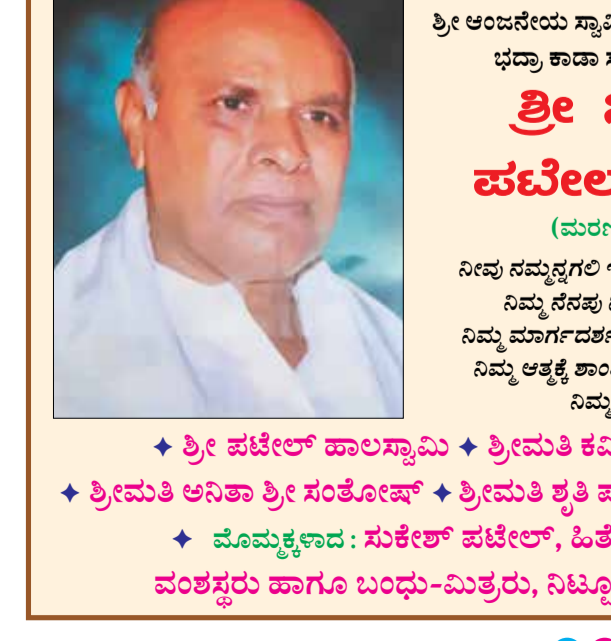 ಶ್ರೀ ಆಂಜನೇಯ
ಭದ್ರಾ ಕಾಡಾ
ಶ್ರೀ
ಪಟೇಲ
(ಮರಣ
ನೀವು ನಮ್ಮನ್ನಗಲಿ
ನಿಮ್ಮ ನೆನಪು
ನಿಮ್ಮ ಮಾರ್ಗದರ್ಶ
ನಿಮ್ಮ ಆತ್ಮಕ್ಕೆ ಶಾಂ
ನಿಮ್ಮ
✦ ಶ್ರೀ ಪಟೇಲ್ ಹಾಲಸ್ವಾಮಿ ✦ ಶ್ರೀಮತಿ ಕವಿ
✦ ಶ್ರೀಮತಿ ಅನಿತಾ ಶ್ರೀ ಸಂತೋಷ್ ✦ ಶ್ರೀಮತಿ ಶೃತಿ
✦ ಮೊಮ್ಮಕ್ಕಳಾದ : ಸುಕೇಶ್ ಪಟೇಲ್, ಹಿತೆ
ವಂಶಸ್ಥರು ಹಾಗೂ ಬಂಧು-ಮಿತ್ರರು, ನಿಟ್ಟೂ